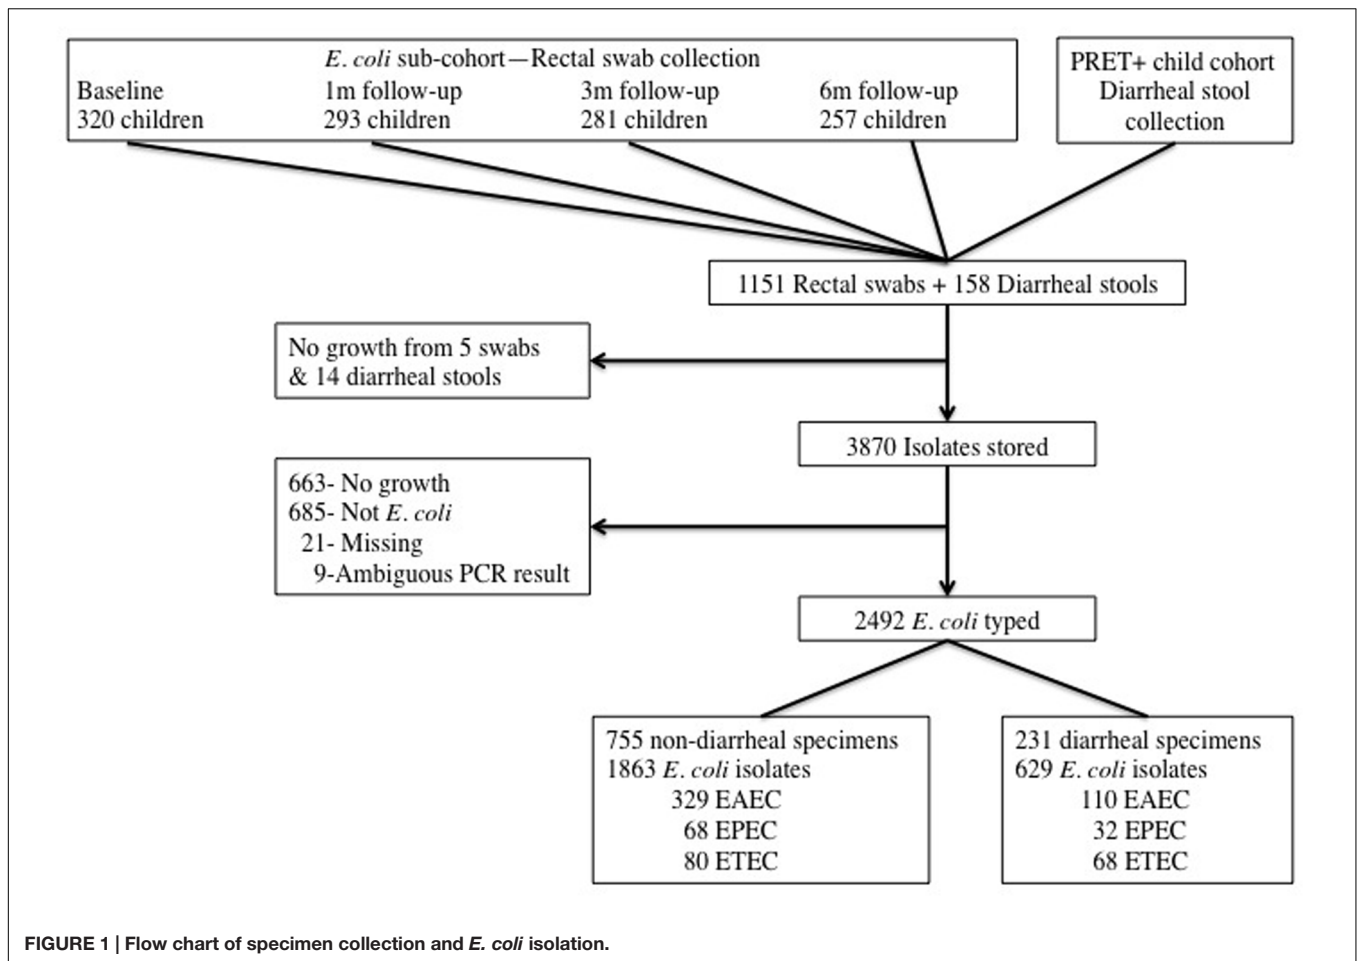 E. coli sub-cohort—Rectal swab collection
Baseline 1m follow-up 3m follow-up 6m follow-up
320 children 293 children 281 children 257 children
PRET+ child cohort
Diarrheal stool
collection
1151 Rectal swabs + 158 Diarrheal stools
No growth from 5 swabs
& 14 diarrheal stools
3870 Isolates stored
663- No growth
685- Not E. coli
21- Missing
9-Ambiguous PCR result
2492 E. coli typed
755 non-diarrheal specimens
1863 E. coli isolates
329 EAEC
68 EPEC
80 ETEC
231 diarrheal specimens
629 E. coli isolates
110 EAEC
32 EPEC
68 ETEC
FIGURE 1 | Flow chart of specimen collection and E. coli isolation.